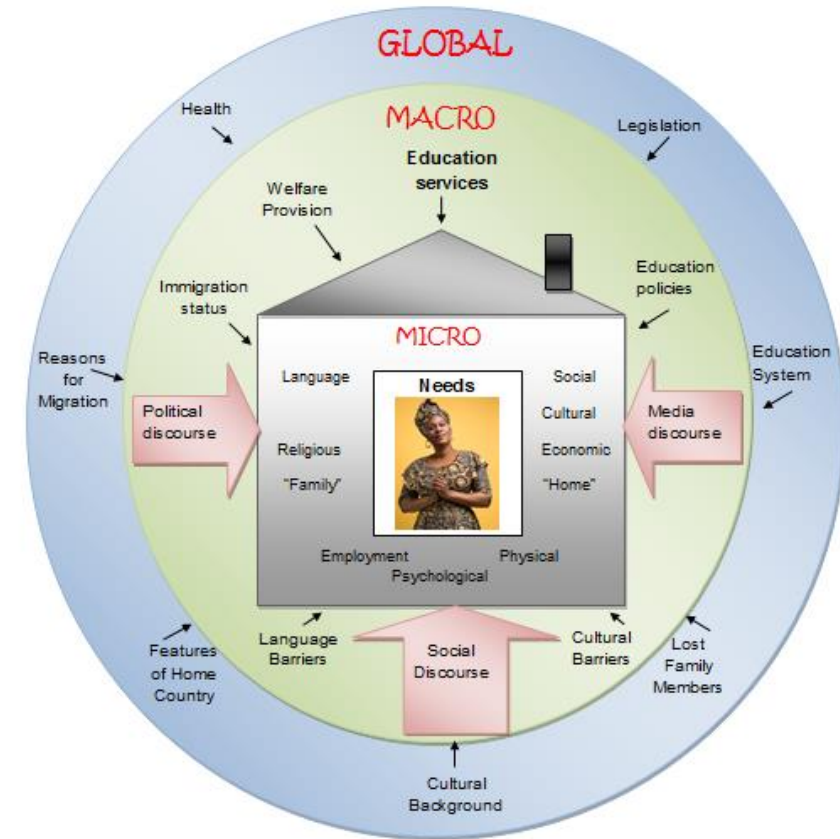 GLOBAL
Health
MACRO
Legislation
Education
services
Welfare
Provision
Education
policies
Immigration
status
MICRO
Reasons
for
Migration
Education
System
Language
Needs
Social
Political
discourse
Cultural
Media
discourse
Religious
Economic
"Family"
"Home"
Employment
Physical
Psychological
Language
Barriers
Social
Discourse
Cultural
Barriers
Features
of Home
Country
Lost
Family
Members
Cultural
Background